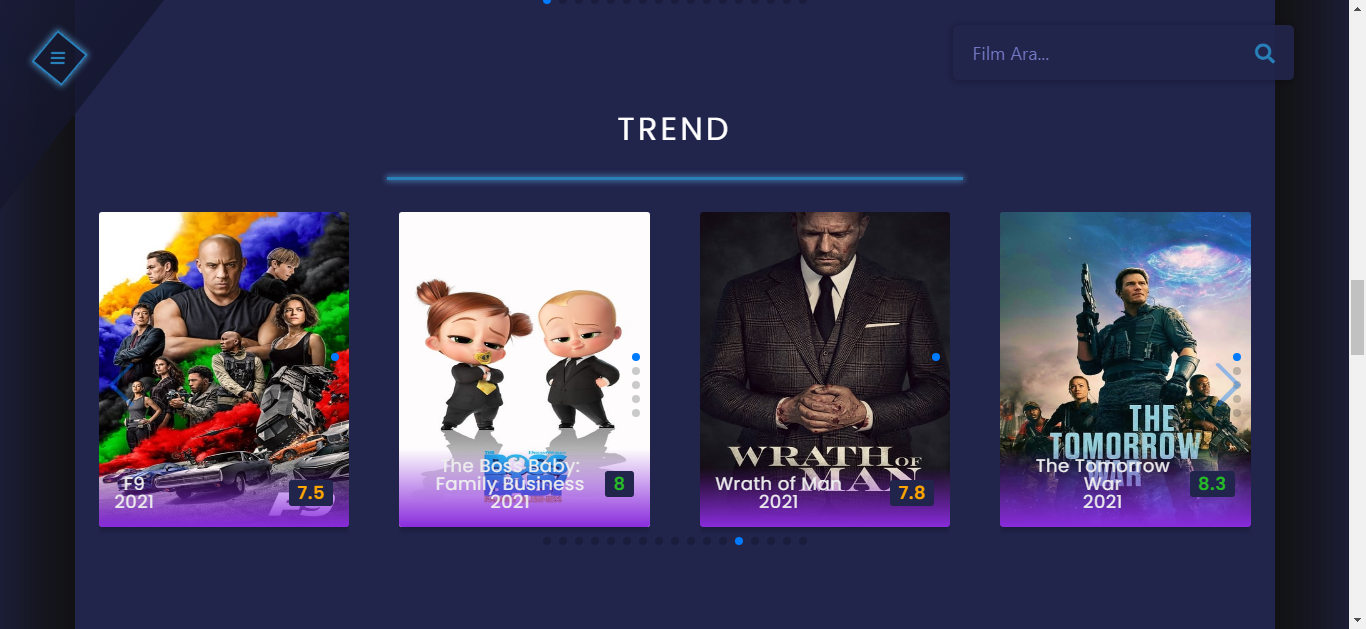 Film Ara...
TREND
F9
2021
7.5
The Boss Baby:
Family Business
2021
8
WRATH OF
MAN
Wrath of Man
2021
7.8
THE
TOMORROW
WAR
The Tomorrow
War
2021
8.3